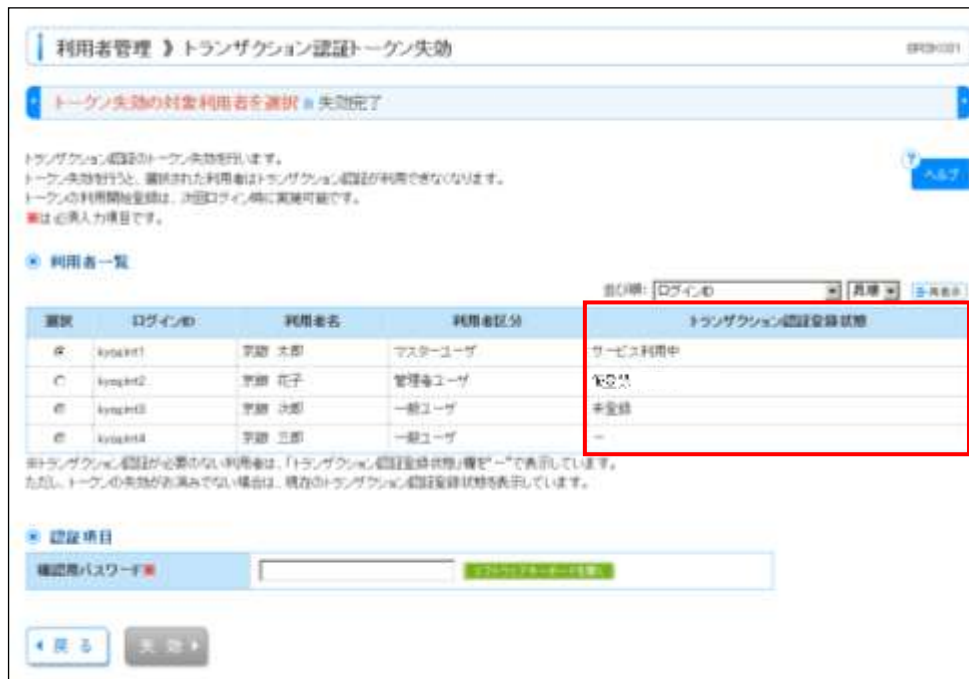 利用者管理 》 トランザクション認証トークン失効
BRSK001
トークン失効の対象利用者を選択 失効完了
トランザクション認証のトークン失効を行います。
トークン失効を行うと、選択された利用者はトランザクション認証が利用できなくなります。
トークンの利用開始登録は、次回ログイン時に実施可能です。
■は必須入力項目です。
? ヘルプ
利用者一覧
並び順: ログインID 昇順 再表示
選択 ログインID 利用者名 利用者区分 トランザクション認証登録状態
kyogint1 京銀 太郎 マスターユーザ サービス利用中
kyogint2 京銀 花子 管理者ユーザ 仮登録
kyogint3 京銀 次郎 一般ユーザ 未登録
kyogint4 京銀 三郎 一般ユーザ －
※トランザクション認証が必要のない利用者は、「トランザクション認証登録状態」欄を"－"で表示しています。
ただし、トークンの失効がお済みでない場合は、現在のトランザクション認証登録状態を表示しています。
認証項目
確認用パスワード■
ソフトウェアキーボードを開く
戻る 失効